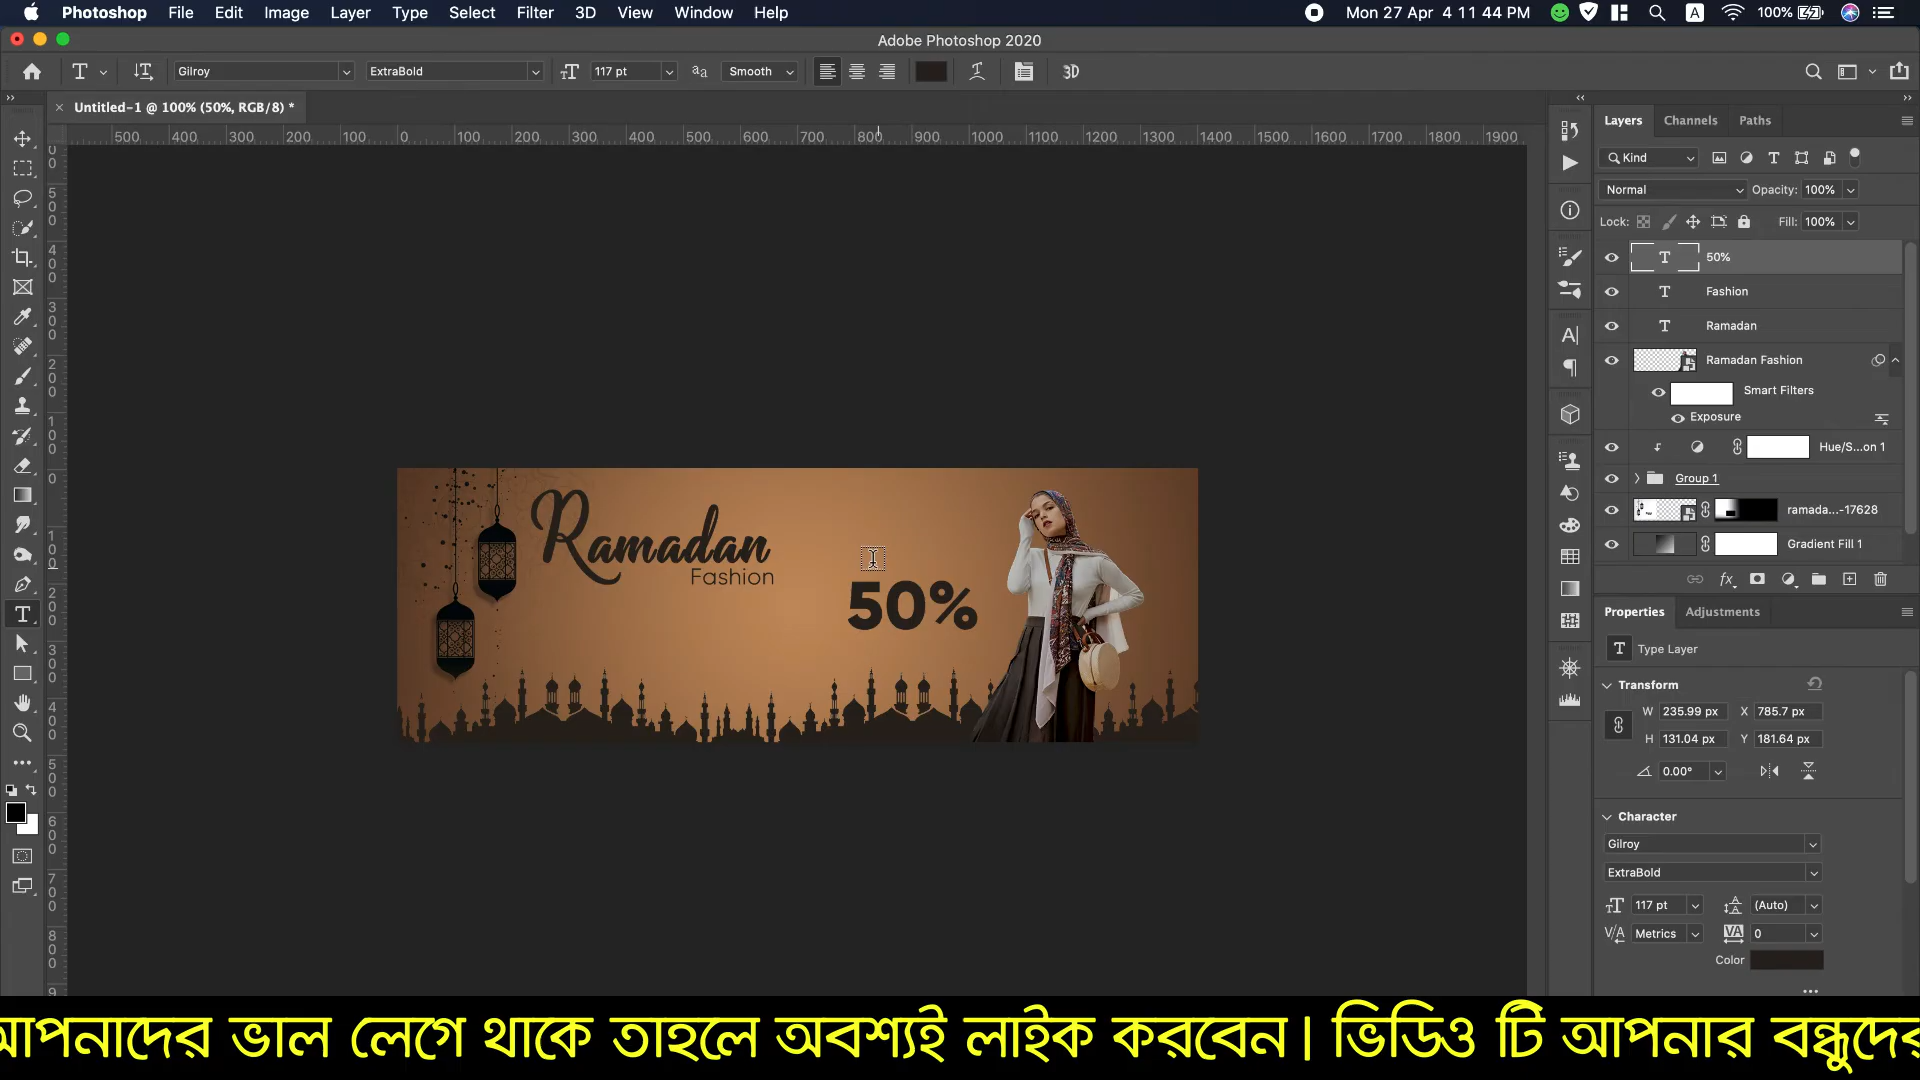 Photoshop File Edit Image Layer Type Select Filter 3D View Window Help Mon 27 Apr 4 11 44 PM A 100%
Adobe Photoshop 2020
Gilroy ExtraBold 117 pt Smooth 3D
Untitled-1 @ 100% (50%, RGB/8) *
500 400 300 200 100 0 100 200 300 400 500 600 700 800 900 1000 1100 1200 1300 1400 1500 1600 1700 1800 1900
Layers Channels Paths
Kind
Normal Opacity: 100%
Lock: Fill: 100%
50%
Fashion
Ramadan
Ramadan Fashion
Smart Filters
Exposure
Hue/S...on 1
Group 1
ramada...-17628
Gradient Fill 1
Ramadan
Fashion
50%
Properties Adjustments
Type Layer
Transform
W 235.99 px X 785.7 px
H 131.04 px Y 181.64 px
0.00°
Character
Gilroy
ExtraBold
117 pt (Auto)
Metrics 0
Color
আপনাদের ভাল লেগে থাকে তাহলে অবশ্যই লাইক করবেন। ভিডিও টি আপনার বন্ধুদের